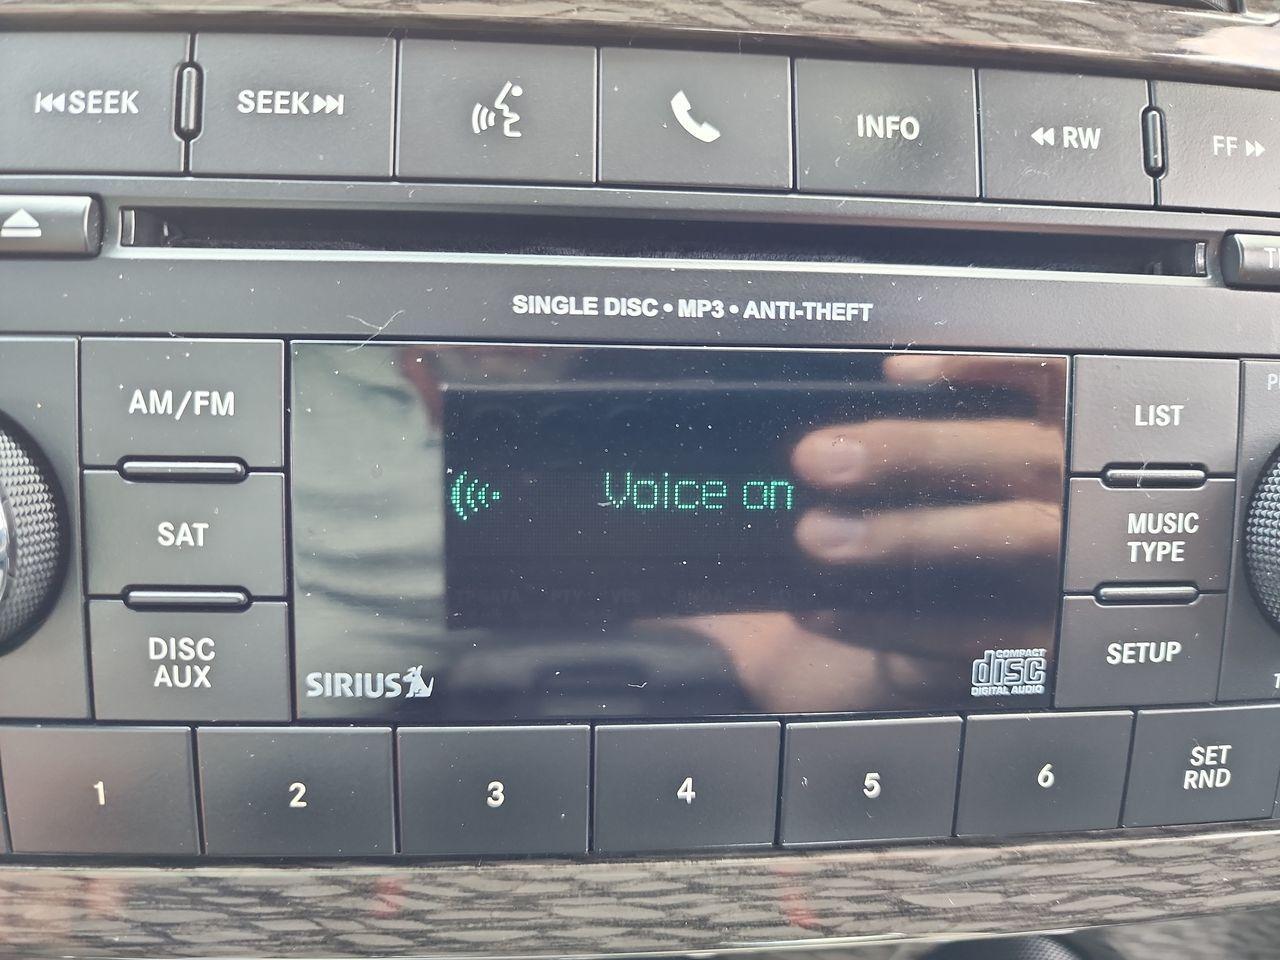 SEEK
SEEK
INFO
RW
FF
SINGLE DISC • MP3 • ANTI-THEFT
AM/FM
LIST
Voice on
SAT
MUSIC
TYPE
DISC
AUX
SETUP
SIRIUS
COMPACT
disc
DIGITAL AUDIO
1
2
3
4
5
6
SET
RND